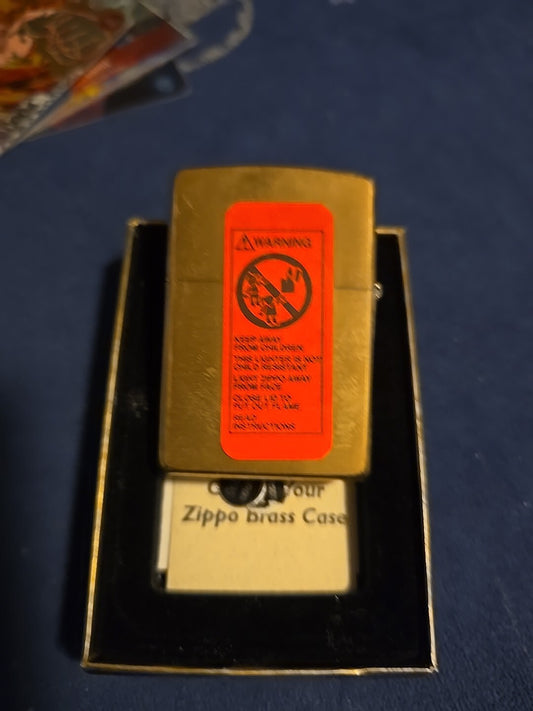 WARNING
KEEP AWAY
FROM CHILDREN
THIS LIGHTER IS NOT
CHILD RESISTANT
LIGHT ZIPPO AWAY
FROM FACE
CLOSE LID TO
PUT OUT FLAME
READ
INSTRUCTIONS
Your
Zippo Brass Case